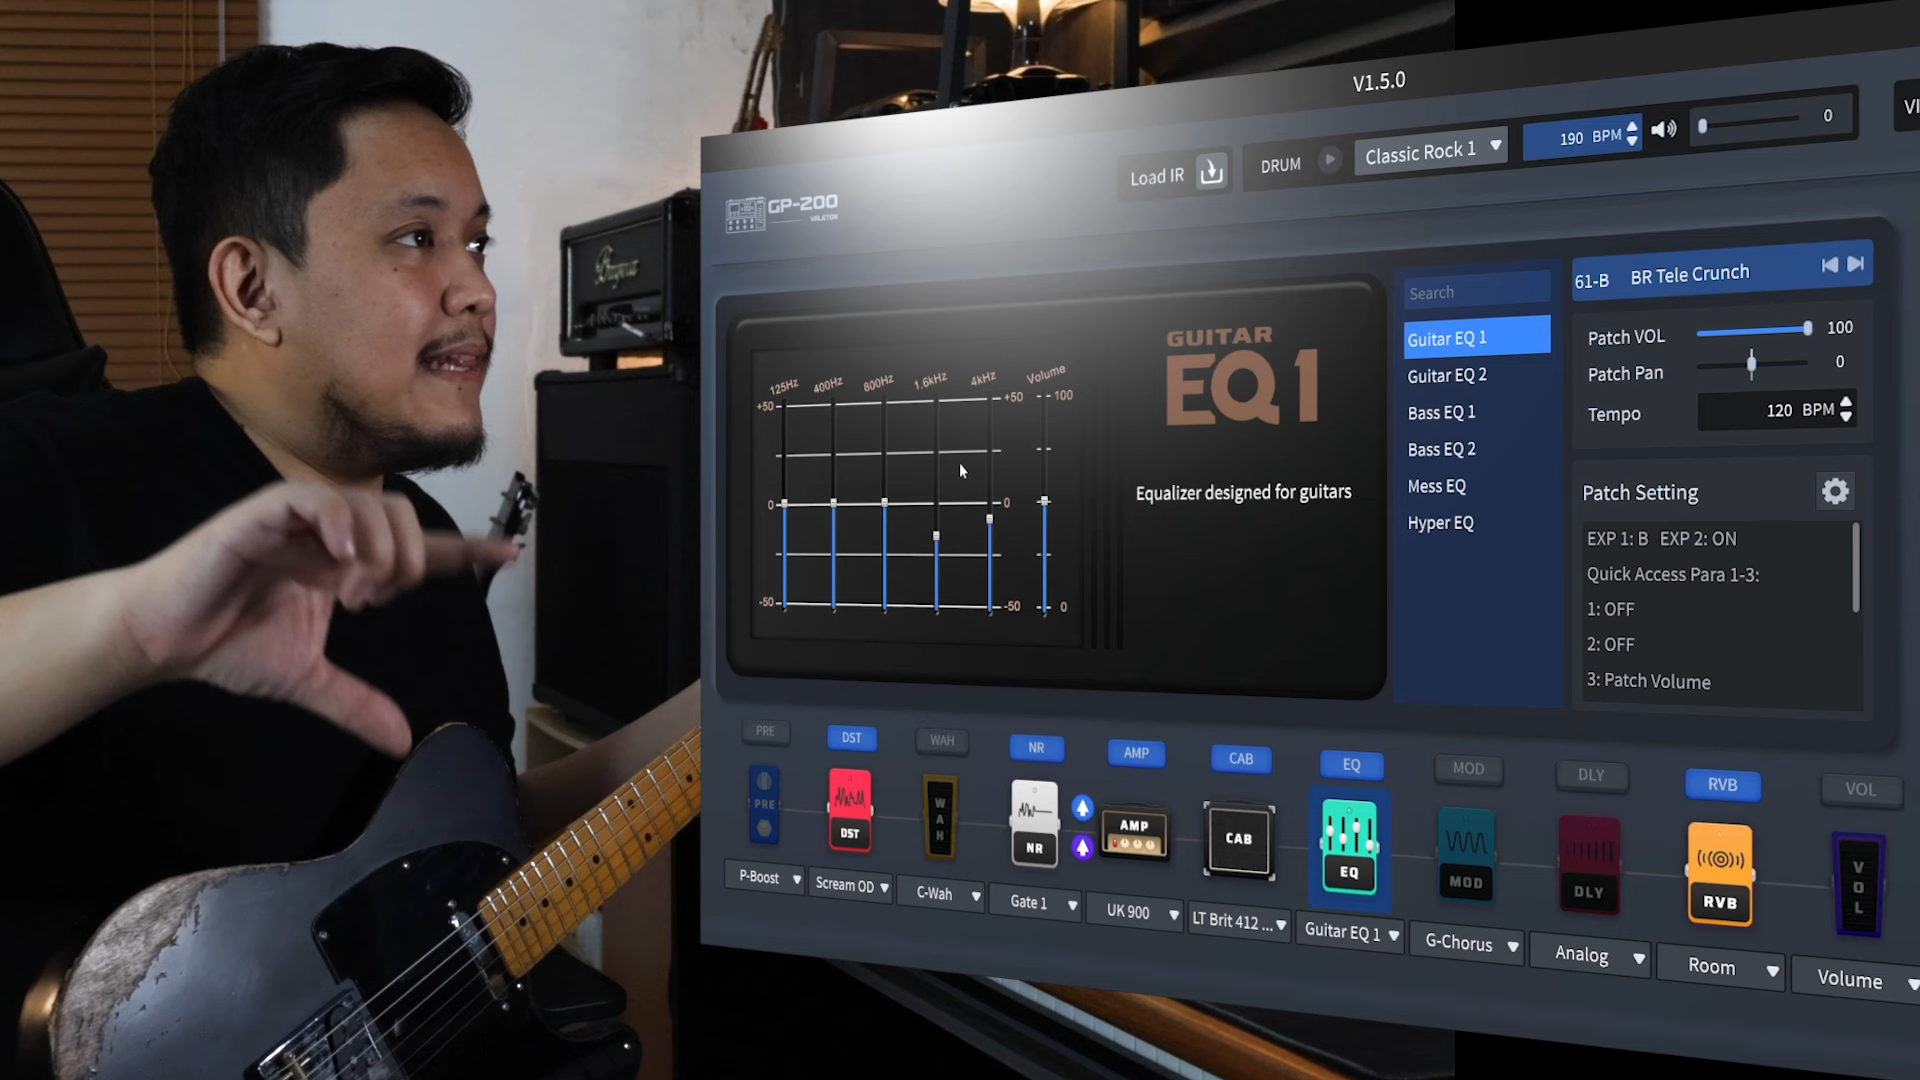 V1.5.0
GP-200
VALETON
Load IR
DRUM
Classic Rock 1
190 BPM
0
VI
GUITAR
EQ 1
Equalizer designed for guitars
125Hz 400Hz 800Hz 1.6kHz 4kHz Volume
+50 +50 100
0 0
-50 -50 0
Search
Guitar EQ 1
Guitar EQ 2
Bass EQ 1
Bass EQ 2
Mess EQ
Hyper EQ
61-B BR Tele Crunch
Patch VOL 100
Patch Pan 0
Tempo 120 BPM
Patch Setting
EXP 1: B EXP 2: ON
Quick Access Para 1-3:
1: OFF
2: OFF
3: Patch Volume
PRE DST WAH NR AMP CAB EQ MOD DLY RVB VOL
PRE DST WAH NR AMP CAB EQ MOD DLY RVB VOL
P-Boost Scream OD C-Wah Gate 1 UK 900 LT Brit 412 ... Guitar EQ 1 G-Chorus Analog Room Volume